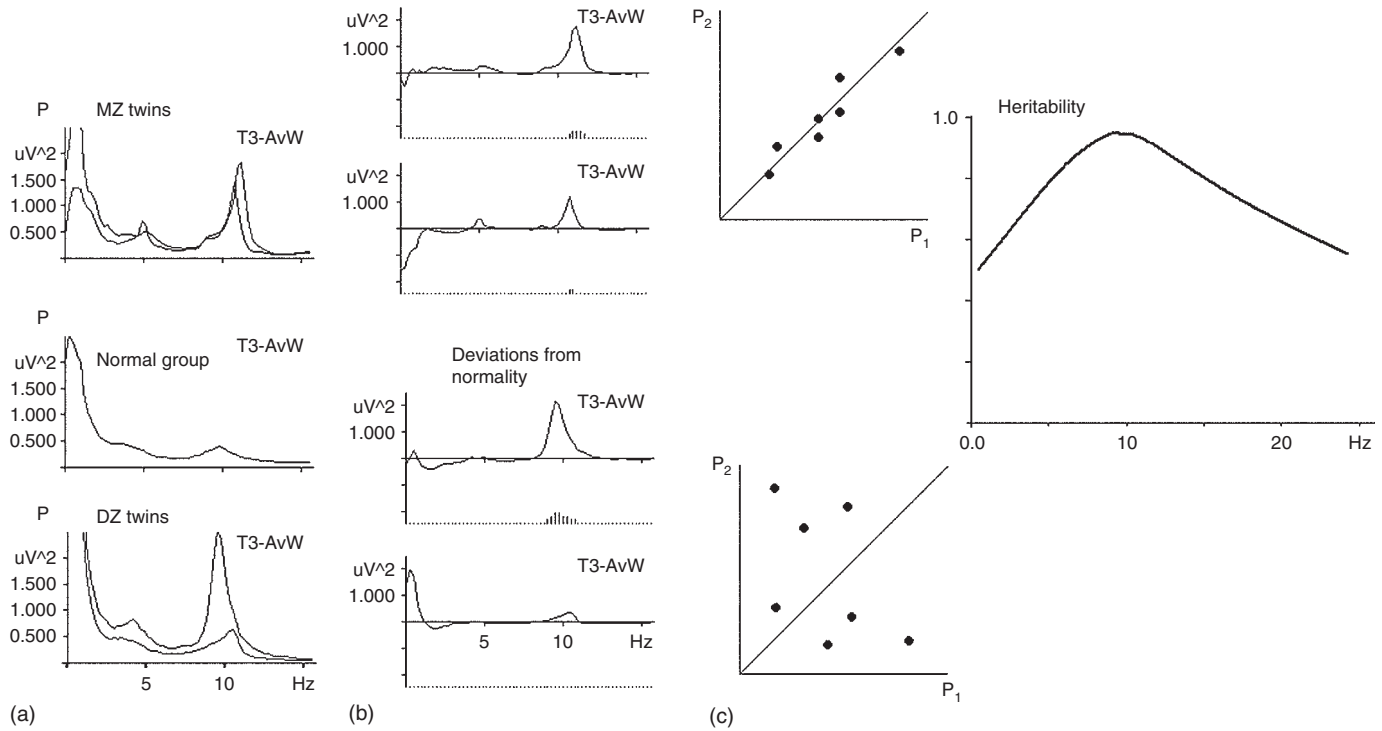 P
MZ twins
T3-AvW
uV^2
1.500
1.000
0.500
P
Normal group
T3-AvW
uV^2
1.500
1.000
0.500
P
DZ twins
T3-AvW
uV^2
1.500
1.000
0.500
5 10 Hz
(a)
uV^2
1.000
T3-AvW
uV^2
1.000
T3-AvW
Deviations from
normality
uV^2
1.000
T3-AvW
uV^2
1.000
T3-AvW
5 10 Hz
(b)
P2
P1
Heritability
1.0
0.0 10 20 Hz
P2
P1
(c)